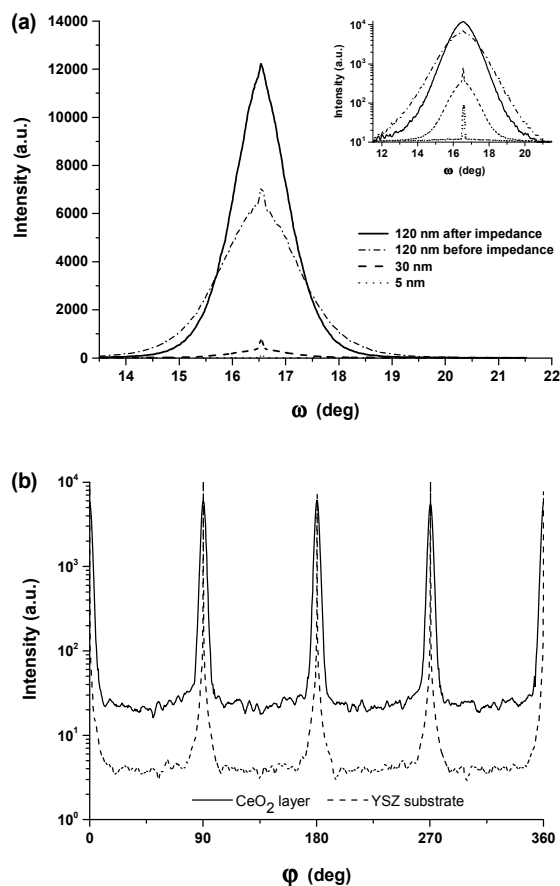 (a)
Intensity (a.u.)
14000
12000
10000
8000
6000
4000
2000
0
14 15 16 17 18 19 20 21 22
ω (deg)
Intensity (a.u.)
10⁴
10³
10²
10¹
12 14 16 18 20
ω (deg)
120 nm after impedance
120 nm before impedance
30 nm
5 nm
(b)
Intensity (a.u.)
10⁴
10³
10²
10¹
10⁰
CeO₂ layer YSZ substrate
0 90 180 270 360
φ (deg)